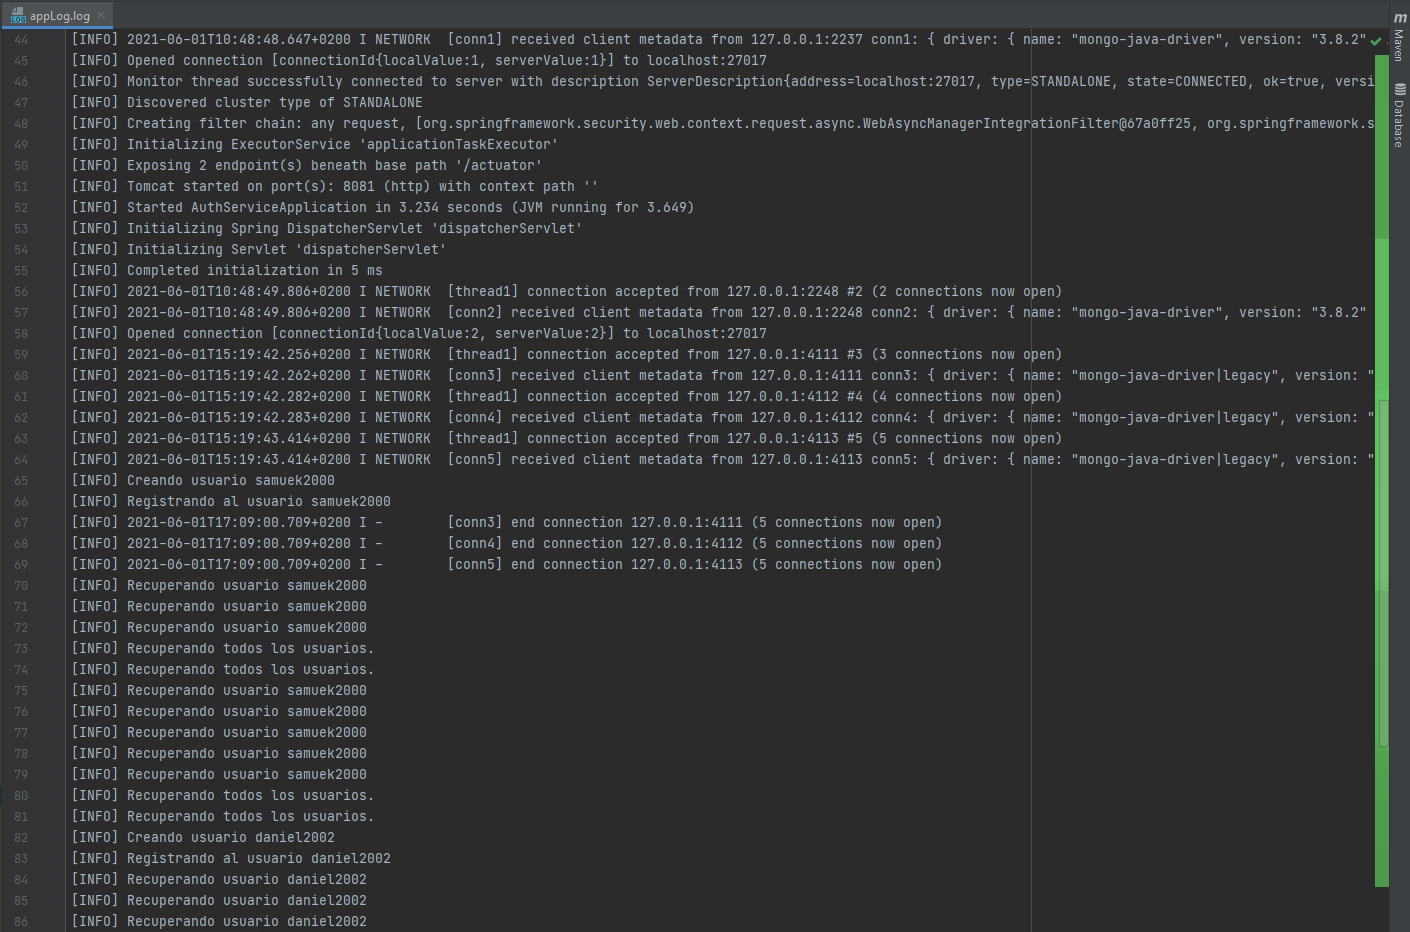 appLog.log
44 [INFO] 2021-06-01T10:48:48.647+0200 I NETWORK  [conn1] received client metadata from 127.0.0.1:2237 conn1: { driver: { name: "mongo-java-driver", version: "3.8.2"
45 [INFO] Opened connection [connectionId{localValue:1, serverValue:1}] to localhost:27017
46 [INFO] Monitor thread successfully connected to server with description ServerDescription{address=localhost:27017, type=STANDALONE, state=CONNECTED, ok=true, versi
47 [INFO] Discovered cluster type of STANDALONE
48 [INFO] Creating filter chain: any request, [org.springframework.security.web.context.request.async.WebAsyncManagerIntegrationFilter@67a0ff25, org.springframework.s
49 [INFO] Initializing ExecutorService 'applicationTaskExecutor'
50 [INFO] Exposing 2 endpoint(s) beneath base path '/actuator'
51 [INFO] Tomcat started on port(s): 8081 (http) with context path ''
52 [INFO] Started AuthServiceApplication in 3.234 seconds (JVM running for 3.649)
53 [INFO] Initializing Spring DispatcherServlet 'dispatcherServlet'
54 [INFO] Initializing Servlet 'dispatcherServlet'
55 [INFO] Completed initialization in 5 ms
56 [INFO] 2021-06-01T10:48:49.806+0200 I NETWORK  [thread1] connection accepted from 127.0.0.1:2248 #2 (2 connections now open)
57 [INFO] 2021-06-01T10:48:49.806+0200 I NETWORK  [conn2] received client metadata from 127.0.0.1:2248 conn2: { driver: { name: "mongo-java-driver", version: "3.8.2"
58 [INFO] Opened connection [connectionId{localValue:2, serverValue:2}] to localhost:27017
59 [INFO] 2021-06-01T15:19:42.256+0200 I NETWORK  [thread1] connection accepted from 127.0.0.1:4111 #3 (3 connections now open)
60 [INFO] 2021-06-01T15:19:42.262+0200 I NETWORK  [conn3] received client metadata from 127.0.0.1:4111 conn3: { driver: { name: "mongo-java-driver|legacy", version: "
61 [INFO] 2021-06-01T15:19:42.282+0200 I NETWORK  [thread1] connection accepted from 127.0.0.1:4112 #4 (4 connections now open)
62 [INFO] 2021-06-01T15:19:42.283+0200 I NETWORK  [conn4] received client metadata from 127.0.0.1:4112 conn4: { driver: { name: "mongo-java-driver|legacy", version: "
63 [INFO] 2021-06-01T15:19:43.414+0200 I NETWORK  [thread1] connection accepted from 127.0.0.1:4113 #5 (5 connections now open)
64 [INFO] 2021-06-01T15:19:43.414+0200 I NETWORK  [conn5] received client metadata from 127.0.0.1:4113 conn5: { driver: { name: "mongo-java-driver|legacy", version: "
65 [INFO] Creando usuario samuek2000
66 [INFO] Registrando al usuario samuek2000
67 [INFO] 2021-06-01T17:09:00.709+0200 I -        [conn3] end connection 127.0.0.1:4111 (5 connections now open)
68 [INFO] 2021-06-01T17:09:00.709+0200 I -        [conn4] end connection 127.0.0.1:4112 (5 connections now open)
69 [INFO] 2021-06-01T17:09:00.709+0200 I -        [conn5] end connection 127.0.0.1:4113 (5 connections now open)
70 [INFO] Recuperando usuario samuek2000
71 [INFO] Recuperando usuario samuek2000
72 [INFO] Recuperando usuario samuek2000
73 [INFO] Recuperando todos los usuarios.
74 [INFO] Recuperando todos los usuarios.
75 [INFO] Recuperando usuario samuek2000
76 [INFO] Recuperando usuario samuek2000
77 [INFO] Recuperando usuario samuek2000
78 [INFO] Recuperando usuario samuek2000
79 [INFO] Recuperando usuario samuek2000
80 [INFO] Recuperando todos los usuarios.
81 [INFO] Recuperando todos los usuarios.
82 [INFO] Creando usuario daniel2002
83 [INFO] Registrando al usuario daniel2002
84 [INFO] Recuperando usuario daniel2002
85 [INFO] Recuperando usuario daniel2002
86 [INFO] Recuperando usuario daniel2002
m Maven
Database